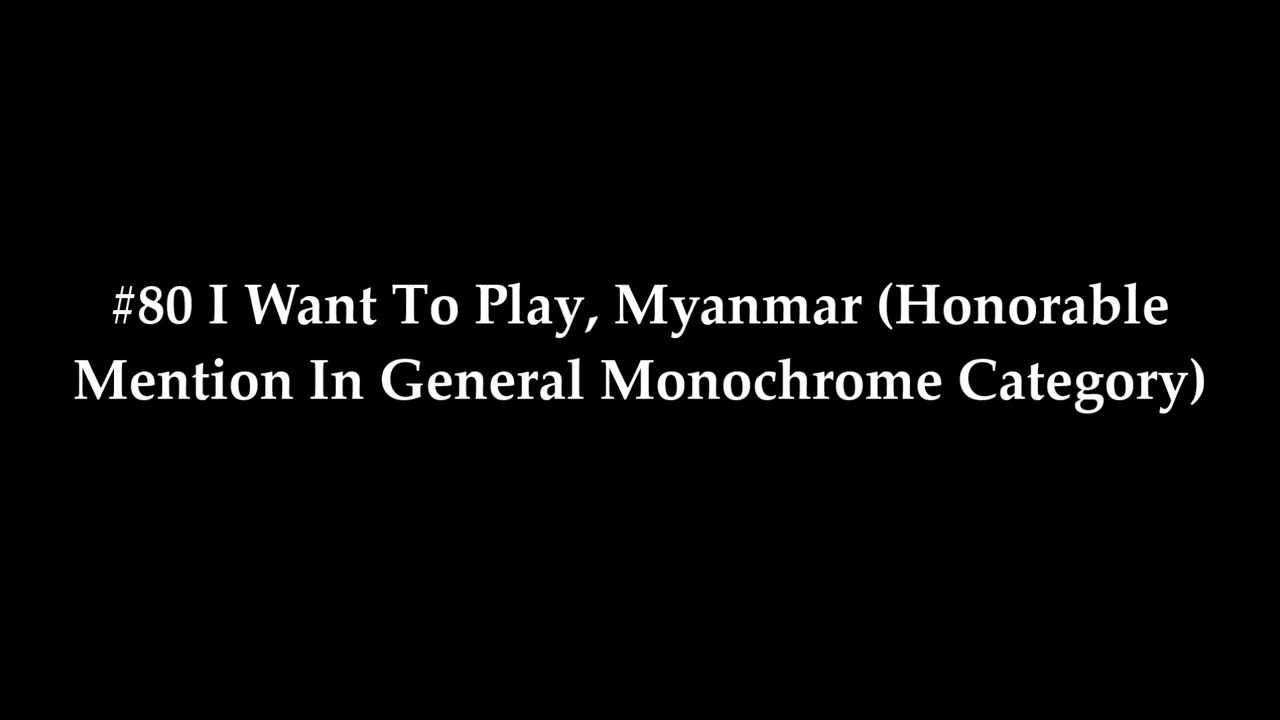 #80 I Want To Play, Myanmar (Honorable
Mention In General Monochrome Category)